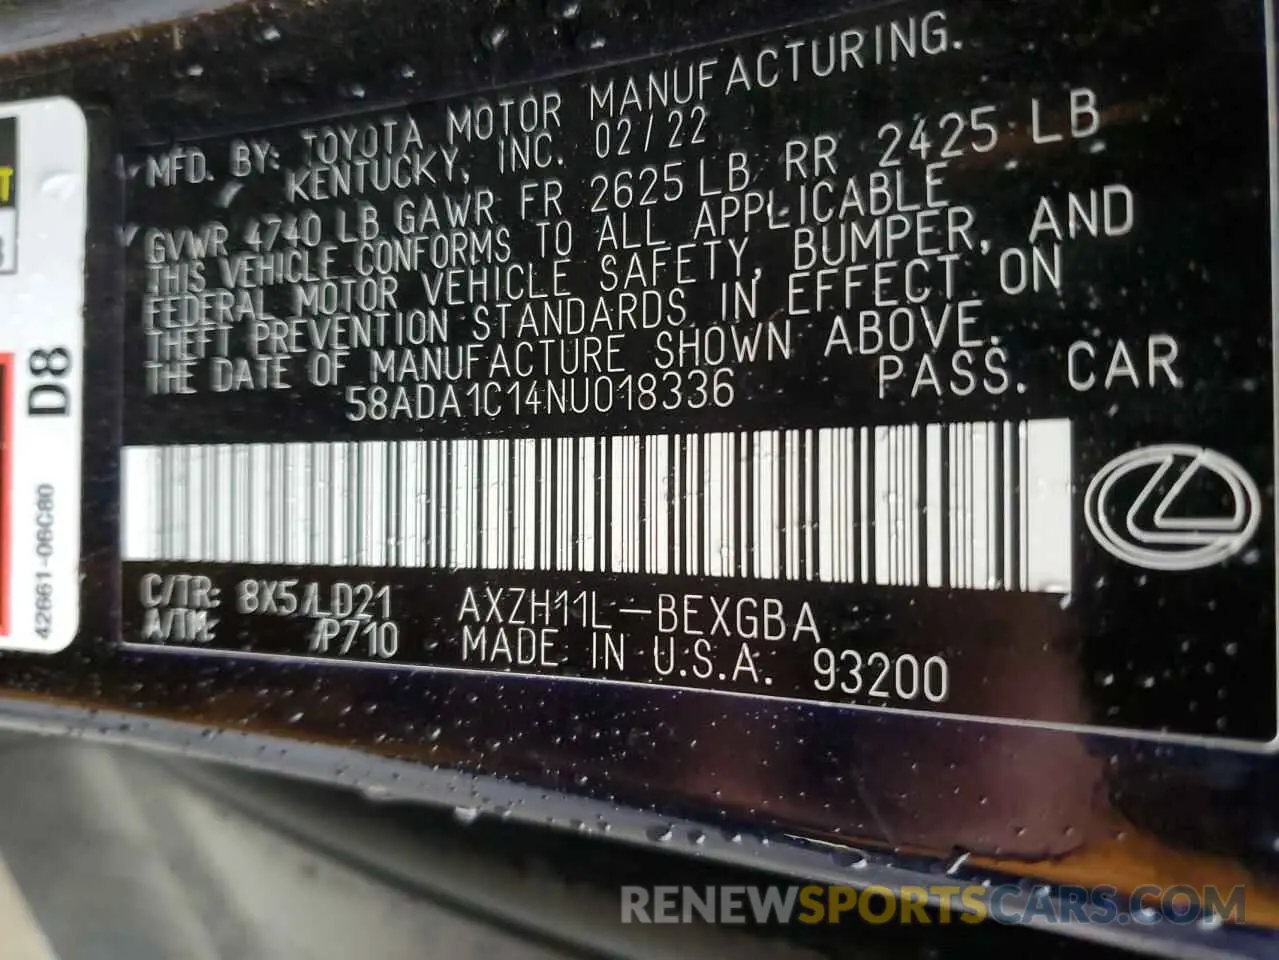 MFD. BY: TOYOTA MOTOR MANUFACTURING.
KENTUCKY, INC. 02/22
GVWR 4740 LB GAWR FR 2625 LB RR 2425 LB
THIS VEHICLE CONFORMS TO ALL APPLICABLE
FEDERAL MOTOR VEHICLE SAFETY, BUMPER, AND
THEFT PREVENTION STANDARDS IN EFFECT ON
THE DATE OF MANUFACTURE SHOWN ABOVE.
58ADA1C14NU018336 PASS. CAR
C/TR: 8X5/LD21 AXZH11L-BEXGBA
A/TM: /P710 MADE IN U.S.A. 93200
D8
42661-06C80
RENEWSPORTSCARS.COM